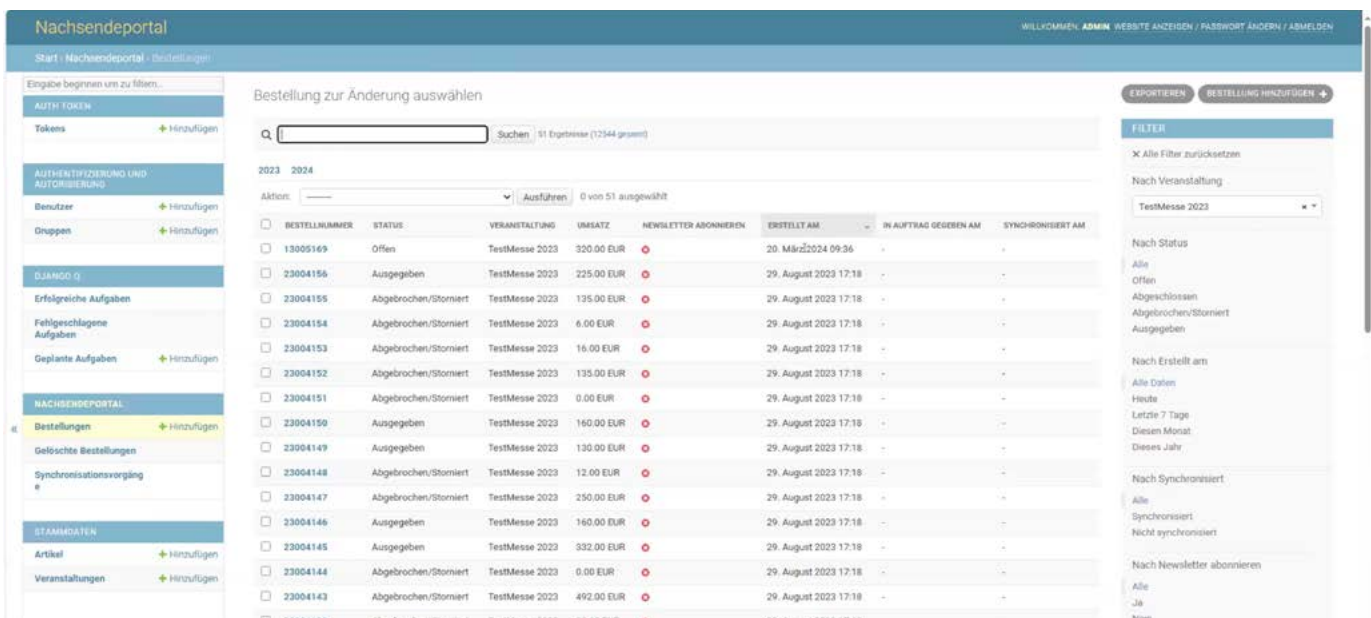 Nachsendeportal
WILLKOMMEN, ADMIN. WEBSITE ANZEIGEN / PASSWORT ÄNDERN / ABMELDEN
Start › Nachsendeportal › Bestellungen
Eingabe beginnen um zu filtern...
AUTH TOKEN
Tokens + Hinzufügen
AUTHENTIFIZIERUNG UND
AUTORISIERUNG
Benutzer + Hinzufügen
Gruppen + Hinzufügen
DJANGO Q
Erfolgreiche Aufgaben
Fehlgeschlagene
Aufgaben
Geplante Aufgaben + Hinzufügen
NACHSENDEPORTAL
Bestellungen + Hinzufügen
Gelöschte Bestellungen
Synchronisationsvorgäng
e
STAMMDATEN
Artikel + Hinzufügen
Veranstaltungen + Hinzufügen
«
Bestellung zur Änderung auswählen
EXPORTIEREN
BESTELLUNG HINZUFÜGEN +
Suchen 51 Ergebnisse (12544 gesamt)
2023 2024
Aktion: --------- Ausführen 0 von 51 ausgewählt
BESTELLNUMMER STATUS VERANSTALTUNG UMSATZ NEWSLETTER ABONNIEREN ERSTELLT AM IN AUFTRAG GEGEBEN AM SYNCHRONISIERT AM
13005169 Offen TestMesse 2023 320.00 EUR 20. März 2024 09:36 - -
23004156 Ausgegeben TestMesse 2023 225.00 EUR 29. August 2023 17:18 - -
23004155 Abgebrochen/Storniert TestMesse 2023 135.00 EUR 29. August 2023 17:18 - -
23004154 Abgebrochen/Storniert TestMesse 2023 6.00 EUR 29. August 2023 17:18 - -
23004153 Abgebrochen/Storniert TestMesse 2023 16.00 EUR 29. August 2023 17:18 - -
23004152 Abgebrochen/Storniert TestMesse 2023 135.00 EUR 29. August 2023 17:18 - -
23004151 Abgebrochen/Storniert TestMesse 2023 0.00 EUR 29. August 2023 17:18 - -
23004150 Ausgegeben TestMesse 2023 160.00 EUR 29. August 2023 17:18 - -
23004149 Ausgegeben TestMesse 2023 130.00 EUR 29. August 2023 17:18 - -
23004148 Abgebrochen/Storniert TestMesse 2023 12.00 EUR 29. August 2023 17:18 - -
23004147 Abgebrochen/Storniert TestMesse 2023 250.00 EUR 29. August 2023 17:18 - -
23004146 Ausgegeben TestMesse 2023 160.00 EUR 29. August 2023 17:18 - -
23004145 Ausgegeben TestMesse 2023 332.00 EUR 29. August 2023 17:18 - -
23004144 Abgebrochen/Storniert TestMesse 2023 0.00 EUR 29. August 2023 17:18 - -
23004143 Abgebrochen/Storniert TestMesse 2023 492.00 EUR 29. August 2023 17:18 - -
FILTER
× Alle Filter zurücksetzen
Nach Veranstaltung
TestMesse 2023
Nach Status
Alle
Offen
Abgeschlossen
Abgebrochen/Storniert
Ausgegeben
Nach Erstellt am
Alle Daten
Heute
Letzte 7 Tage
Diesen Monat
Dieses Jahr
Nach Synchronisiert
Alle
Synchronisiert
Nicht synchronisiert
Nach Newsletter abonnieren
Alle
Ja